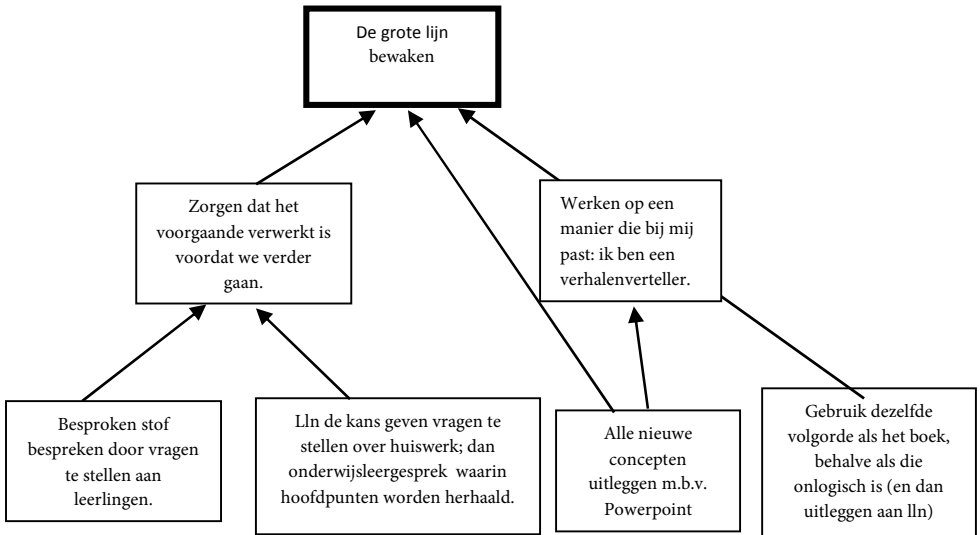 De grote lijn
bewaken
Zorgen dat het
voorgaande verwerkt is
voordat we verder
gaan.
Werken op een
manier die bij mij
past: ik ben een
verhalenverteller.
Besproken stof
bespreken door vragen
te stellen aan
leerlingen.
Lln de kans geven vragen te
stellen over huiswerk; dan
onderwijsleergesprek waarin
hoofdpunten worden herhaald.
Alle nieuwe
concepten
uitleggen m.b.v.
Powerpoint
Gebruik dezelfde
volgorde als het boek,
behalve als die
onlogisch is (en dan
uitleggen aan lln)